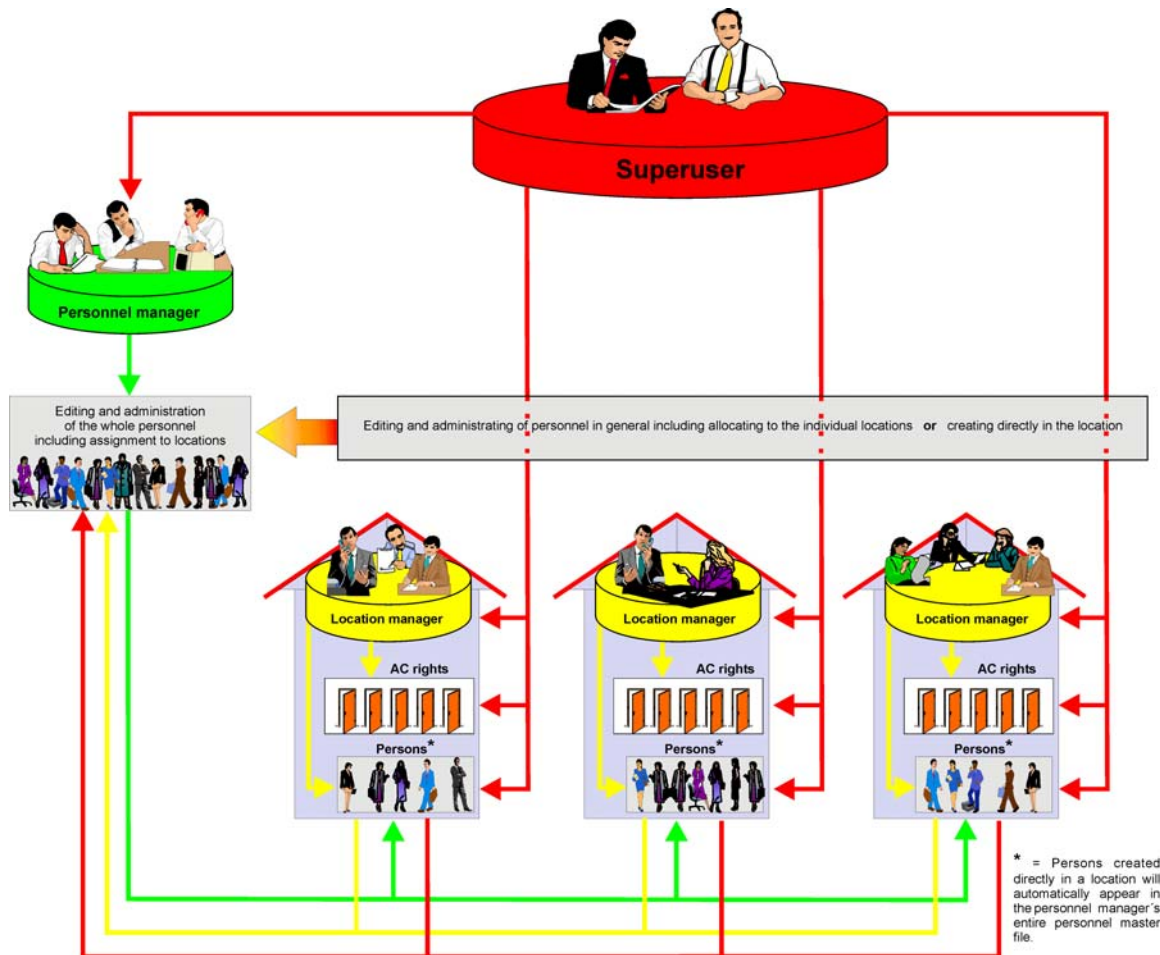 Superuser
Personnel manager
Editing and administration
of the whole personnel
including assignment to locations
Editing and administrating of personnel in general including allocating to the individual locations or creating directly in the location
Location manager
AC rights
Persons*
Location manager
AC rights
Persons*
Location manager
AC rights
Persons*
* = Persons created
directly in a location will
automatically appear in
the personnel manager´s
entire personnel master
file.